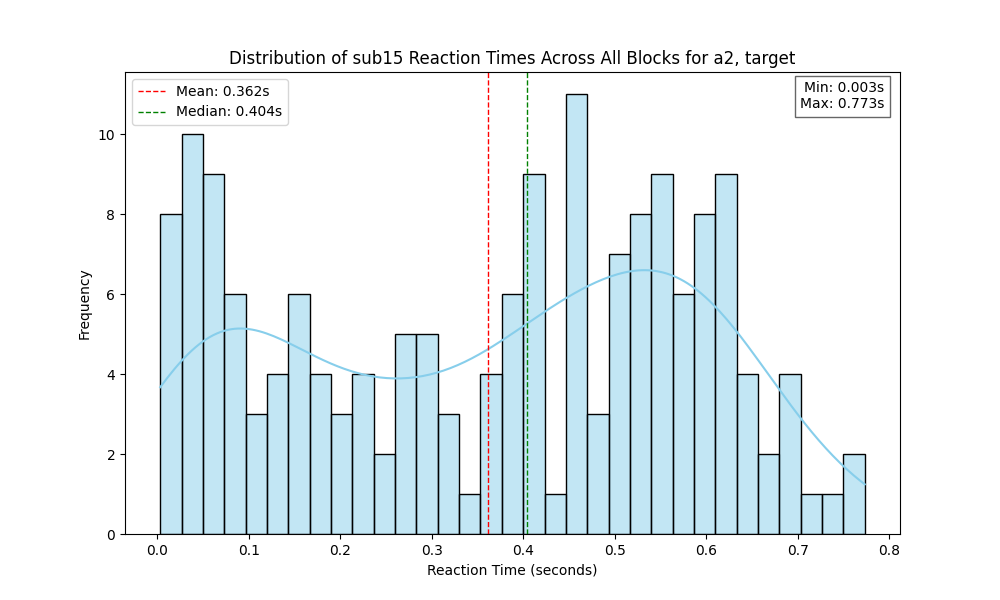 Distribution of sub15 Reaction Times Across All Blocks for a2, target
Mean: 0.362s
Median: 0.404s
Min: 0.003s
Max: 0.773s
Frequency
10
8
6
4
2
0
0.0 0.1 0.2 0.3 0.4 0.5 0.6 0.7 0.8
Reaction Time (seconds)